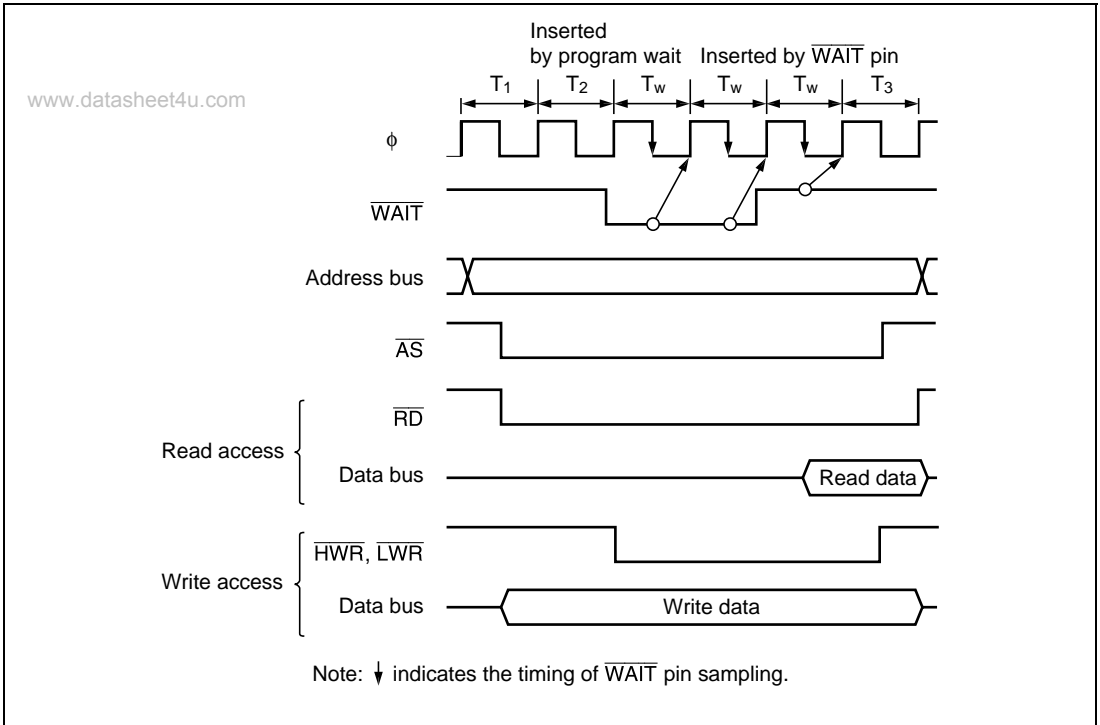 Inserted
by program wait Inserted by WAIT pin
T1 T2 Tw Tw Tw T3
www.datasheet4u.com
φ
WAIT
Address bus
AS
RD
Read access
Data bus Read data
HWR, LWR
Write access
Data bus Write data
Note: ↓ indicates the timing of WAIT pin sampling.